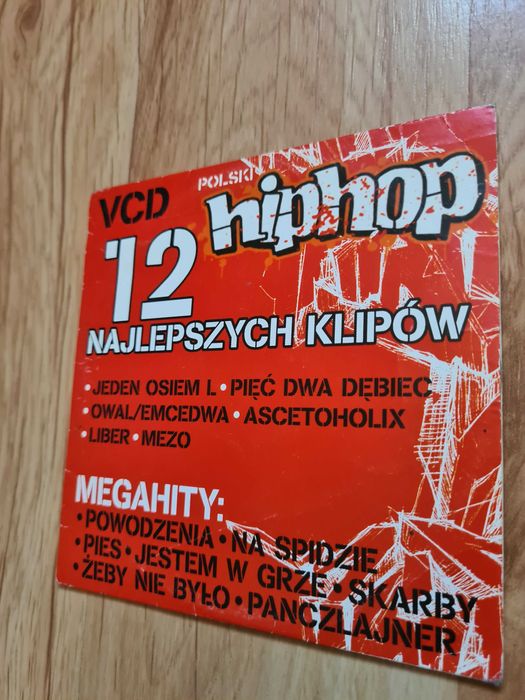 VCD
POLSKI
hiphop
12
NAJLEPSZYCH KLIPÓW
• JEDEN OSIEM L • PIĘĆ DWA DĘBIEC
• OWAL/EMCEDWA • ASCETOHOLIX
• LIBER • MEZO
MEGAHITY:
• POWODZENIA • NA SPIDZIE
• PIES • JESTEM W GRZE • SKARBY
• ŻEBY NIE BYŁO • PANCZLAJNER